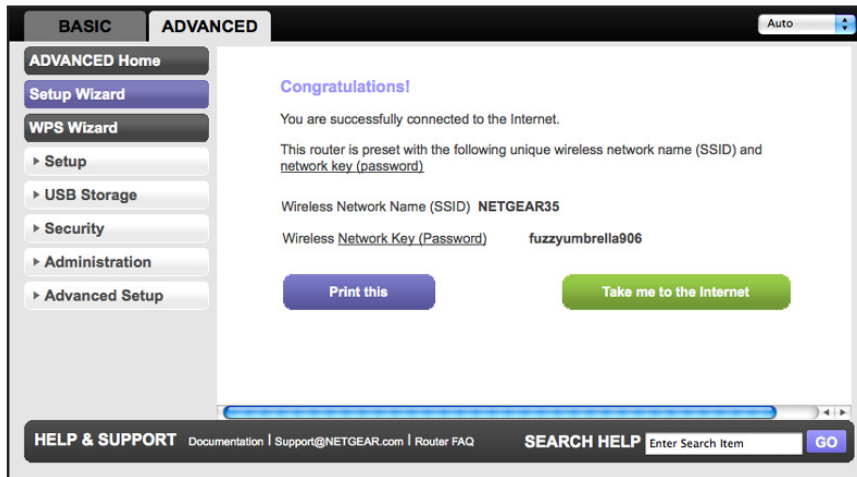 BASIC
ADVANCED
Auto
ADVANCED Home
Setup Wizard
WPS Wizard
Setup
USB Storage
Security
Administration
Advanced Setup
Congratulations!
You are successfully connected to the Internet.
This router is preset with the following unique wireless network name (SSID) and
network key (password)
Wireless Network Name (SSID) NETGEAR35
Wireless Network Key (Password) fuzzyumbrella906
Print this
Take me to the Internet
HELP & SUPPORT Documentation | Support@NETGEAR.com | Router FAQ
SEARCH HELP Enter Search Item GO